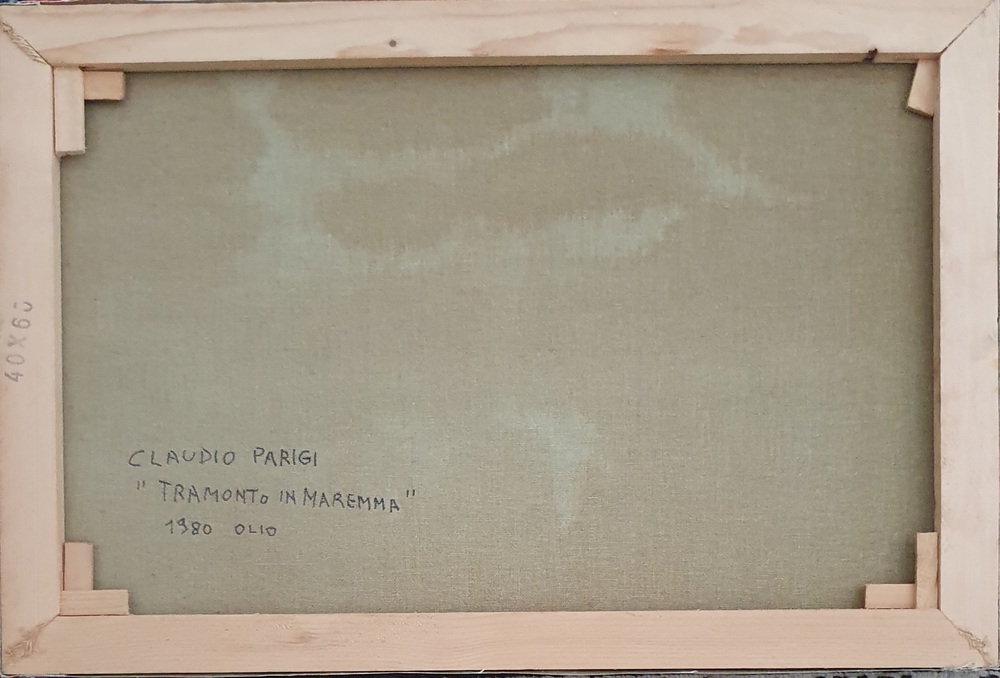 40X60
CLAUDIO PARIGI
" TRAMONTO IN MAREMMA"
1980 OLIO